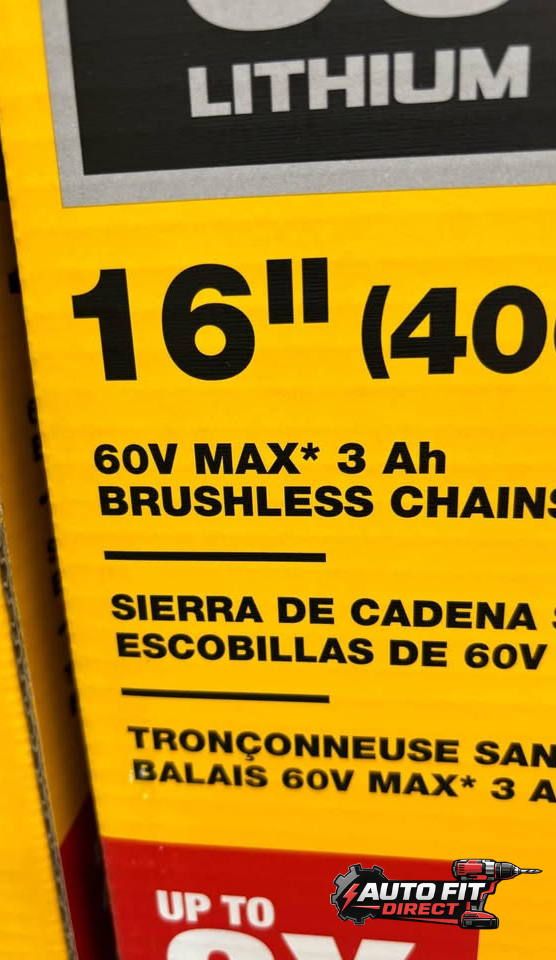 LITHIUM
16" (40
60V MAX* 3 Ah
BRUSHLESS CHAINS
SIERRA DE CADENA
ESCOBILLAS DE 60V
TRONÇONNEUSE SAN
BALAIS 60V MAX* 3 A
UP TO
AUTO FIT
DIRECT